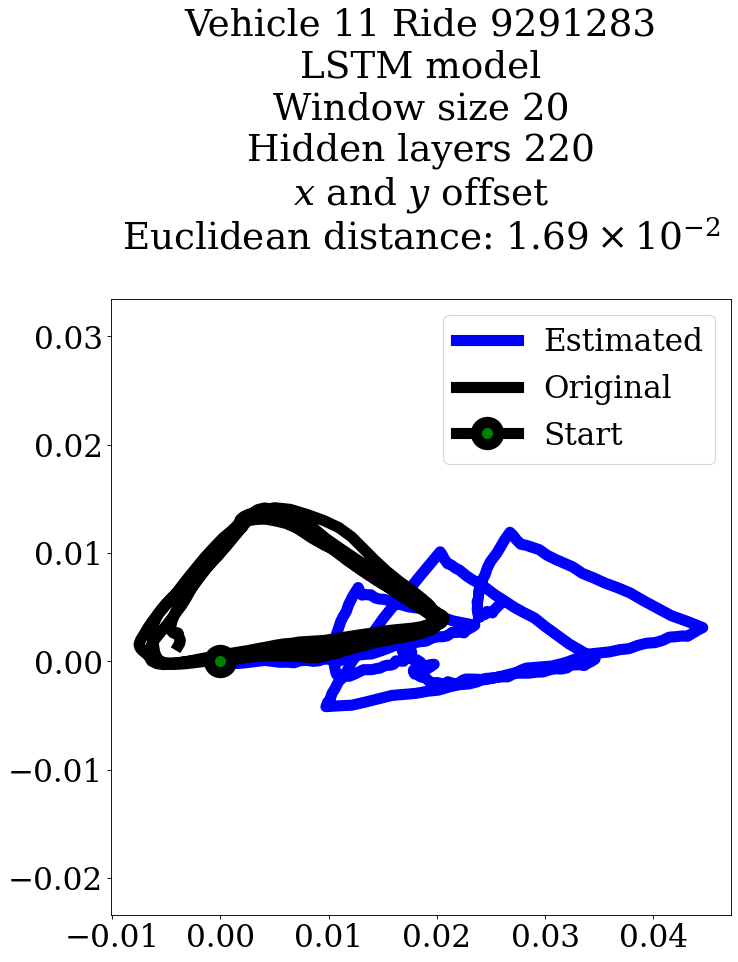 Vehicle 11 Ride 9291283
LSTM model
Window size 20
Hidden layers 220
x and y offset
Euclidean distance: 1.69 × 10⁻²
Estimated
Original
Start
0.03
0.02
0.01
0.00
−0.01
−0.02
−0.01 0.00 0.01 0.02 0.03 0.04